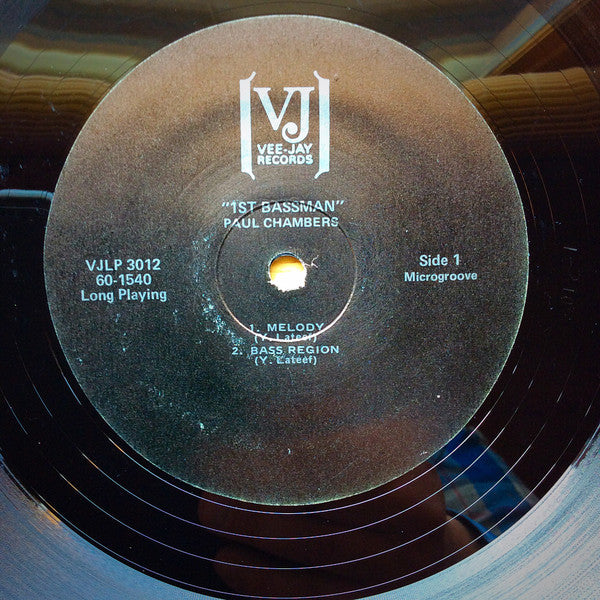 VJ
VEE-JAY
RECORDS
"1ST BASSMAN"
PAUL CHAMBERS
VJLP 3012
60-1540
Long Playing
Side 1
Microgroove
1. MELODY
(Y. Lateef)
2. BASS REGION
(Y. Lateef)